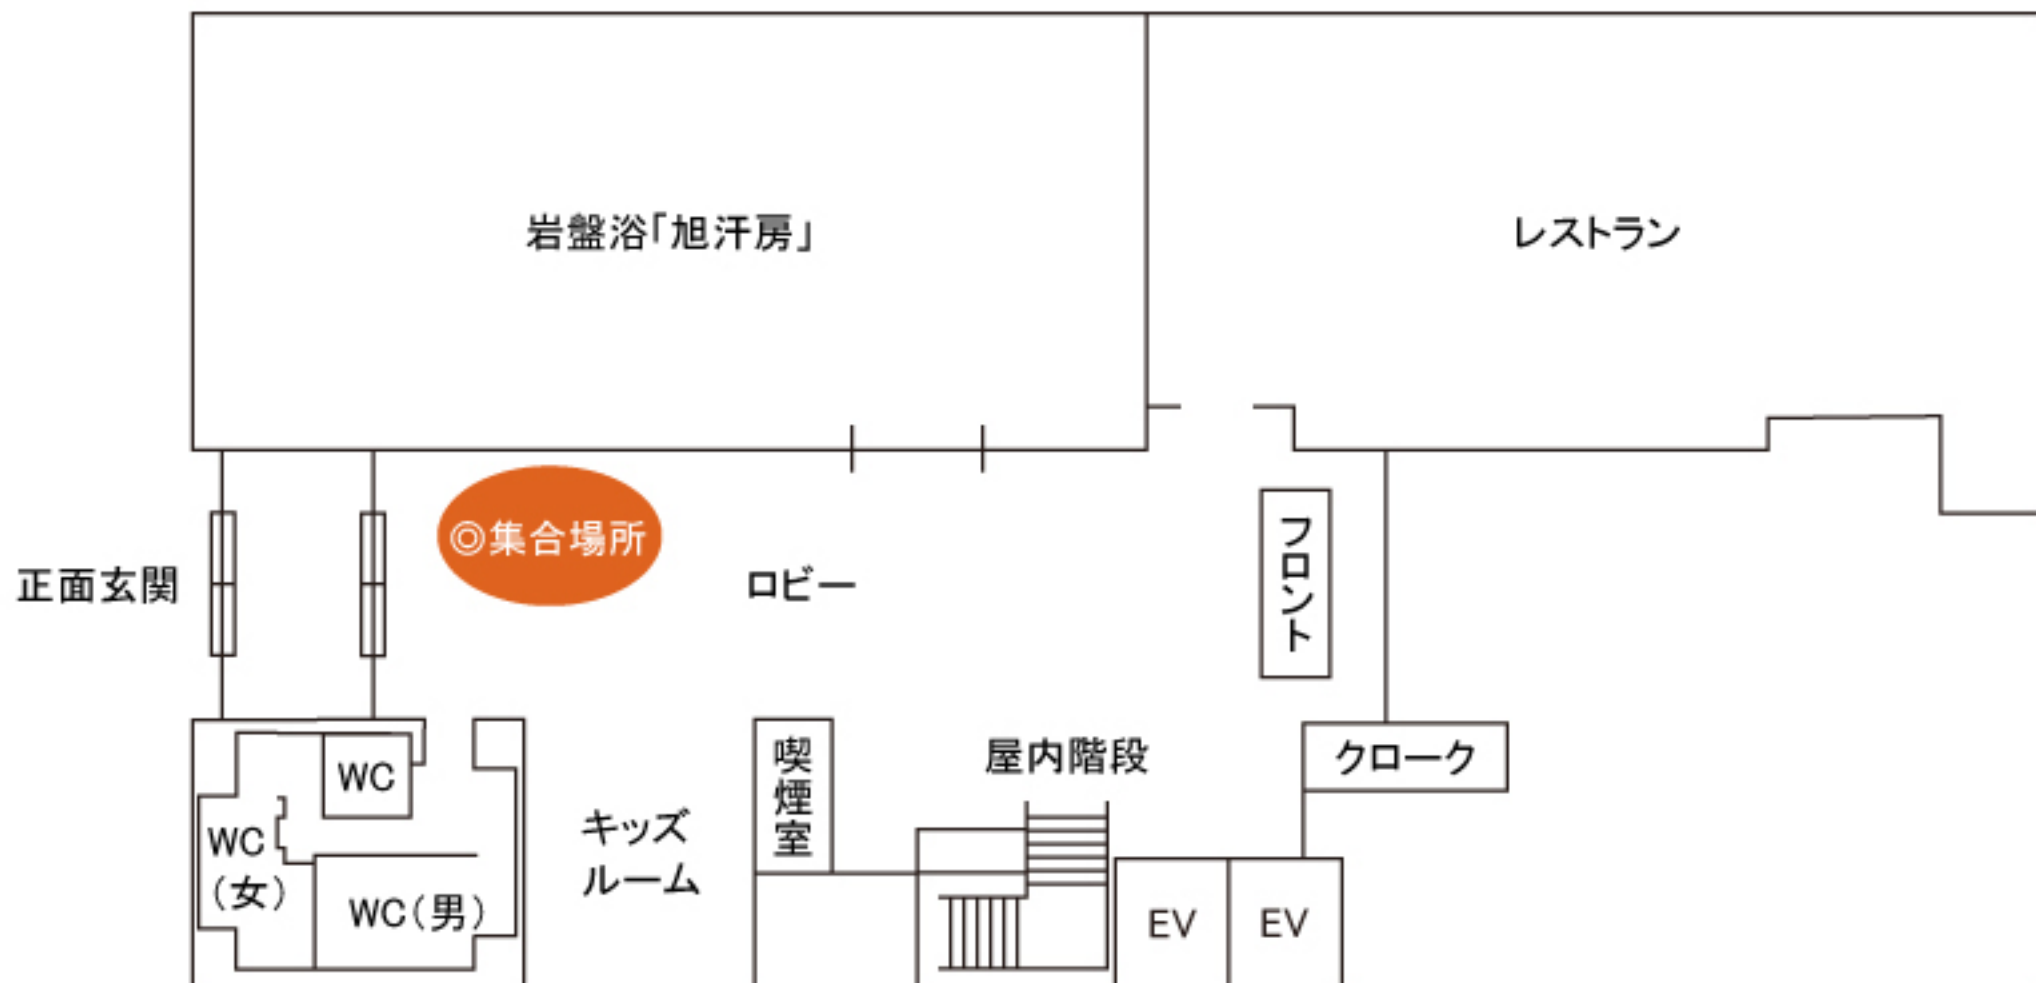 岩盤浴「旭汗房」
レストラン
◎集合場所
正面玄関
ロビー
フロント
WC
WC
(女)
WC(男)
キッズ
ルーム
喫煙室
屋内階段
クローク
EV
EV